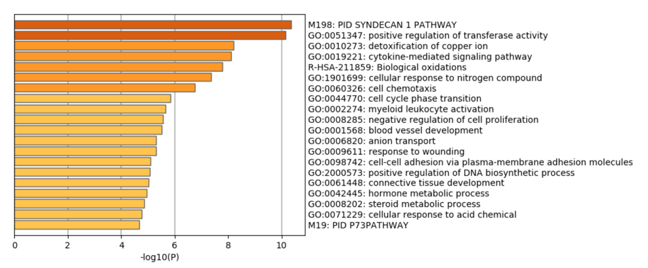 M198: PID SYNDECAN 1 PATHWAY
GO:0051347: positive regulation of transferase activity
GO:0010273: detoxification of copper ion
GO:0019221: cytokine-mediated signaling pathway
R-HSA-211859: Biological oxidations
GO:1901699: cellular response to nitrogen compound
GO:0060326: cell chemotaxis
GO:0044770: cell cycle phase transition
GO:0002274: myeloid leukocyte activation
GO:0008285: negative regulation of cell proliferation
GO:0001568: blood vessel development
GO:0006820: anion transport
GO:0009611: response to wounding
GO:0098742: cell-cell adhesion via plasma-membrane adhesion molecules
GO:2000573: positive regulation of DNA biosynthetic process
GO:0061448: connective tissue development
GO:0042445: hormone metabolic process
GO:0008202: steroid metabolic process
GO:0071229: cellular response to acid chemical
M19: PID P73PATHWAY
0 2 4 6 8 10
-log10(P)